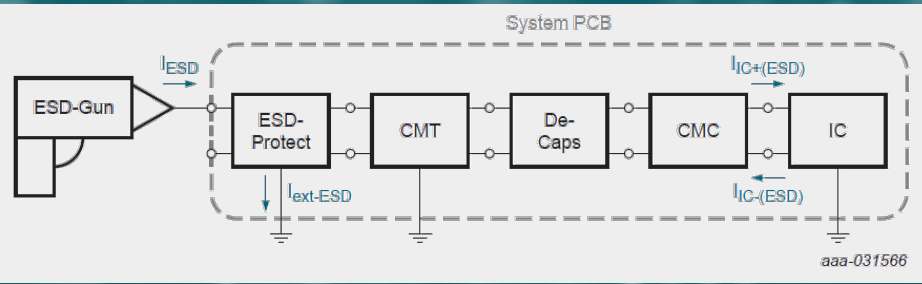 System PCB
IESD
IIC+(ESD)
ESD-Gun
ESD-
Protect
CMT
De-
Caps
CMC
IC
Iext-ESD
IIC-(ESD)
aaa-031566